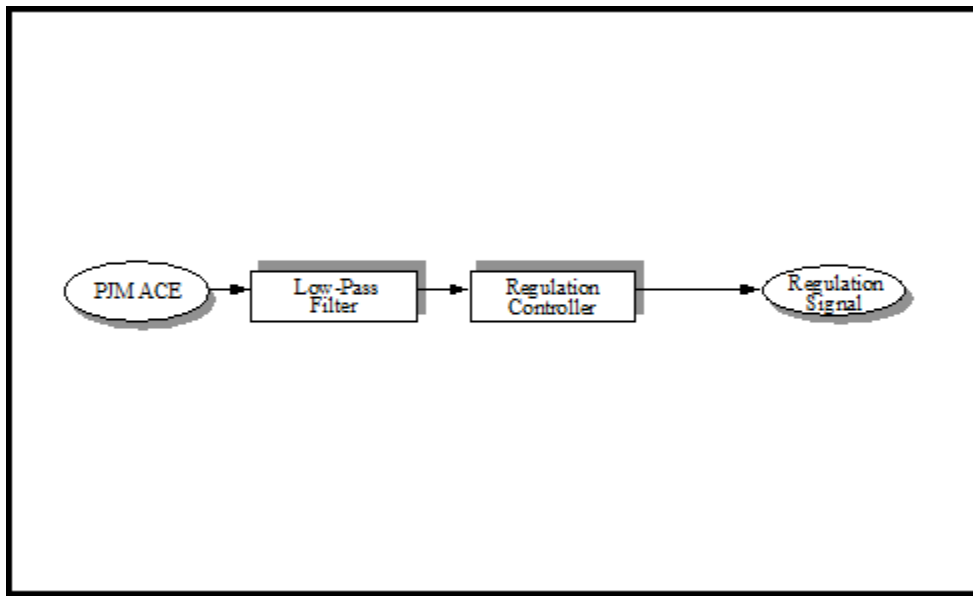 PJM ACE
Low-Pass
Filter
Regulation
Controller
Regulation
Signal